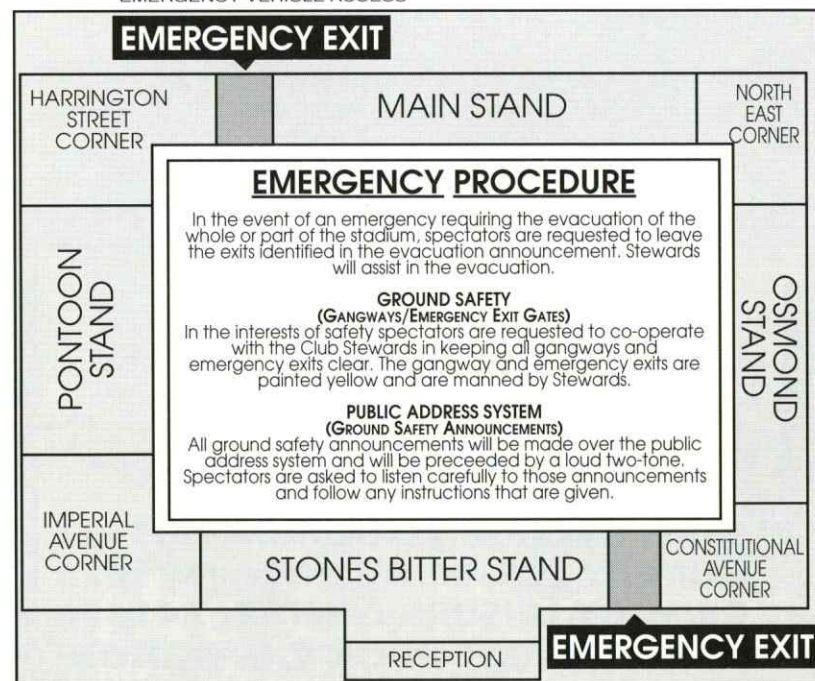 EMERGENCY VEHICLE ACCESS
EMERGENCY EXIT
HARRINGTON
STREET
CORNER
MAIN STAND
NORTH
EAST
CORNER
EMERGENCY PROCEDURE
In the event of an emergency requiring the evacuation of the
whole or part of the stadium, spectators are requested to leave
the exits identified in the evacuation announcement. Stewards
will assist in the evacuation.
GROUND SAFETY
(GANGWAYS/EMERGENCY EXIT GATES)
In the interests of safety spectators are requested to co-operate
with the Club Stewards in keeping all gangways and
emergency exits clear. The gangway and emergency exits are
painted yellow and are manned by Stewards.
PUBLIC ADDRESS SYSTEM
(GROUND SAFETY ANNOUNCEMENTS)
All ground safety announcements will be made over the public
address system and will be preceeded by a loud two-tone.
Spectators are asked to listen carefully to those announcements
and follow any instructions that are given.
PONTOON
STAND
OSMOND
STAND
IMPERIAL
AVENUE
CORNER
STONES BITTER STAND
CONSTITUTIONAL
AVENUE
CORNER
RECEPTION
EMERGENCY EXIT